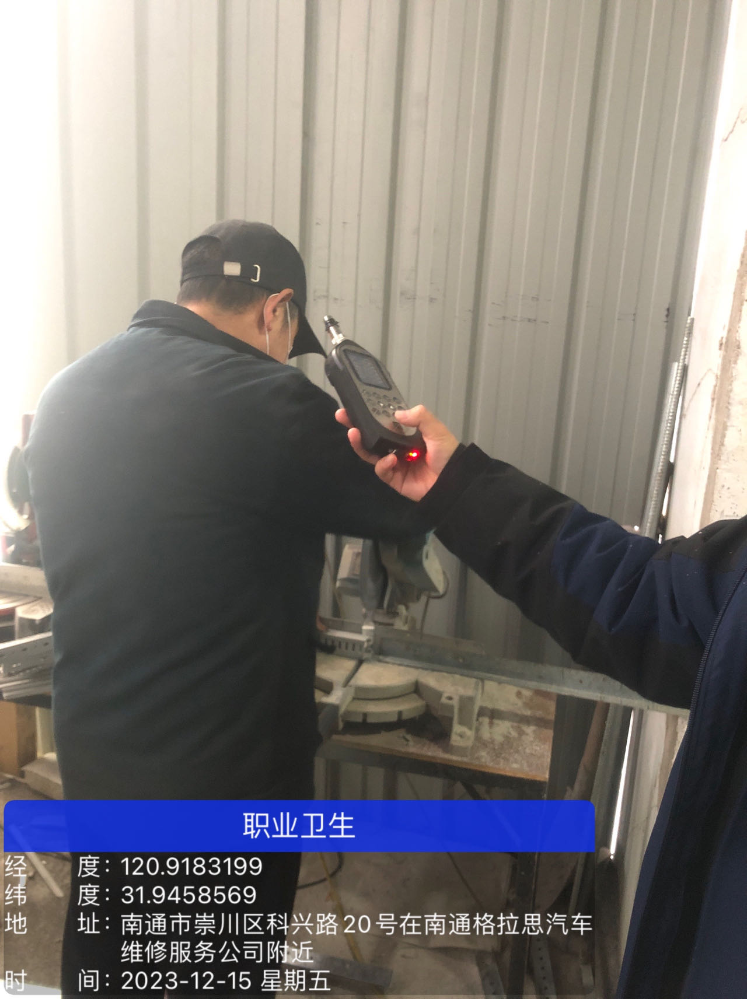 职业卫生
经 度：120.9183199
纬 度：31.9458569
地 址：南通市崇川区科兴路20号在南通格拉思汽车
维修服务公司附近
时 间：2023-12-15 星期五